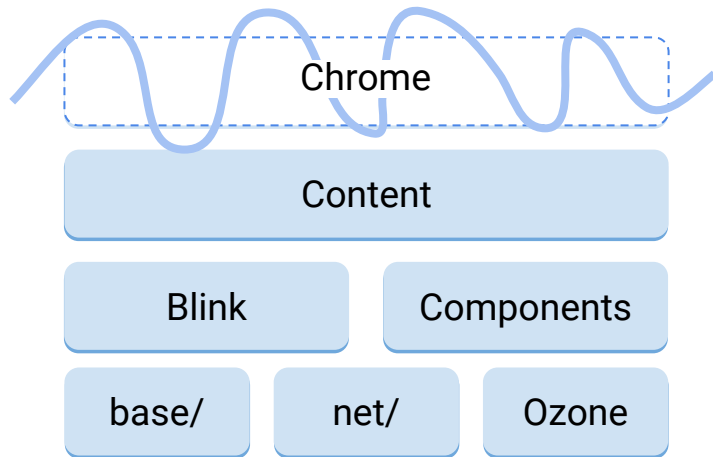 Chrome
Content
Blink
Components
base/
net/
Ozone